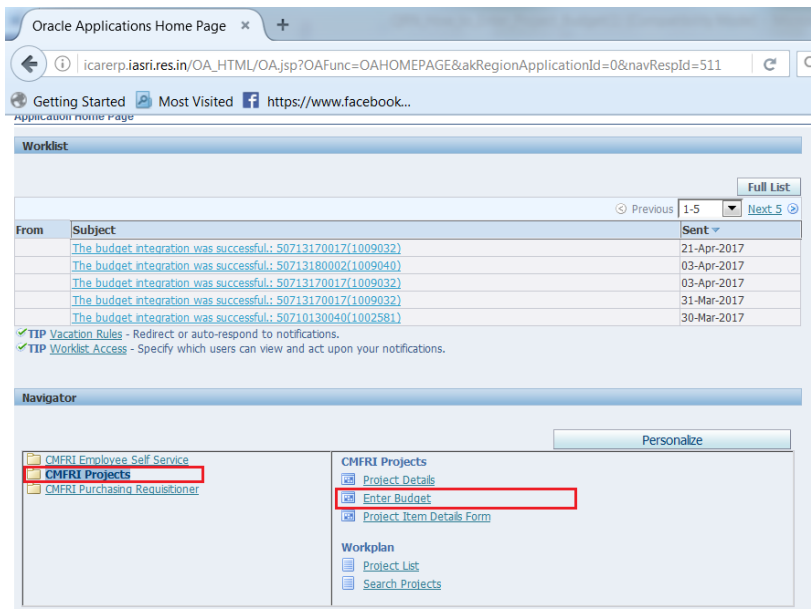 Oracle Applications Home Page × +
icarerp.iasri.res.in/OA_HTML/OA.jsp?OAFunc=OAHOMEPAGE&akRegionApplicationId=0&navRespId=511
Getting Started Most Visited https://www.facebook...
Application Home Page
Worklist
Full List
Previous 1-5 Next 5
From Subject Sent
The budget integration was successful.: 50713170017(1009032) 21-Apr-2017
The budget integration was successful.: 50713180002(1009040) 03-Apr-2017
The budget integration was successful.: 50713170017(1009032) 03-Apr-2017
The budget integration was successful.: 50713170017(1009032) 31-Mar-2017
The budget integration was successful.: 50710130040(1002581) 30-Mar-2017
TIP Vacation Rules - Redirect or auto-respond to notifications.
TIP Worklist Access - Specify which users can view and act upon your notifications.
Navigator
Personalize
CMFRI Employee Self Service
CMFRI Projects
CMFRI Purchasing Requisitioner
CMFRI Projects
Project Details
Enter Budget
Project Item Details Form
Workplan
Project List
Search Projects